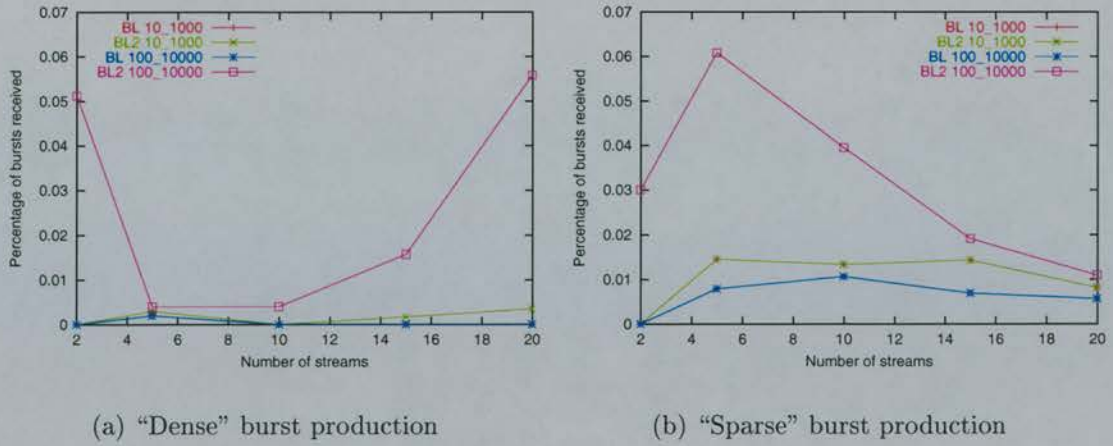 BL 10_1000
BL2 10_1000
BL 100_10000
BL2 100_10000
0.07
0.06
0.05
0.04
0.03
0.02
0.01
0
Percentage of bursts received
2 4 6 8 10 12 14 16 18 20
Number of streams
(a) “Dense” burst production
BL 10_1000
BL2 10_1000
BL 100_10000
BL2 100_10000
0.07
0.06
0.05
0.04
0.03
0.02
0.01
0
Percentage of bursts received
2 4 6 8 10 12 14 16 18 20
Number of streams
(b) “Sparse” burst production